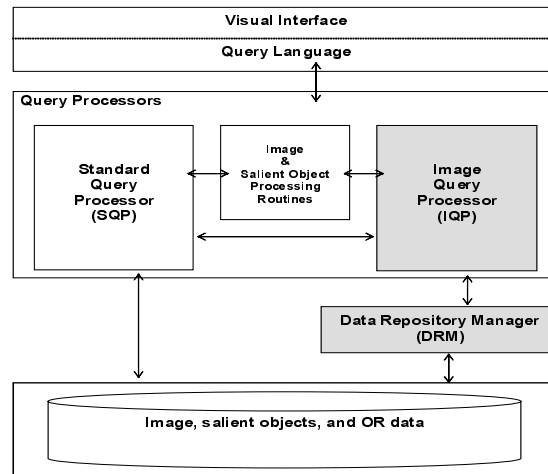 Visual Interface
Query Language
Query Processors
Standard
Query
Processor
(SQP)
Image
&
Salient Object
Processing
Routines
Image
Query
Processor
(IQP)
Data Repository Manager
(DRM)
Image, salient objects, and OR data